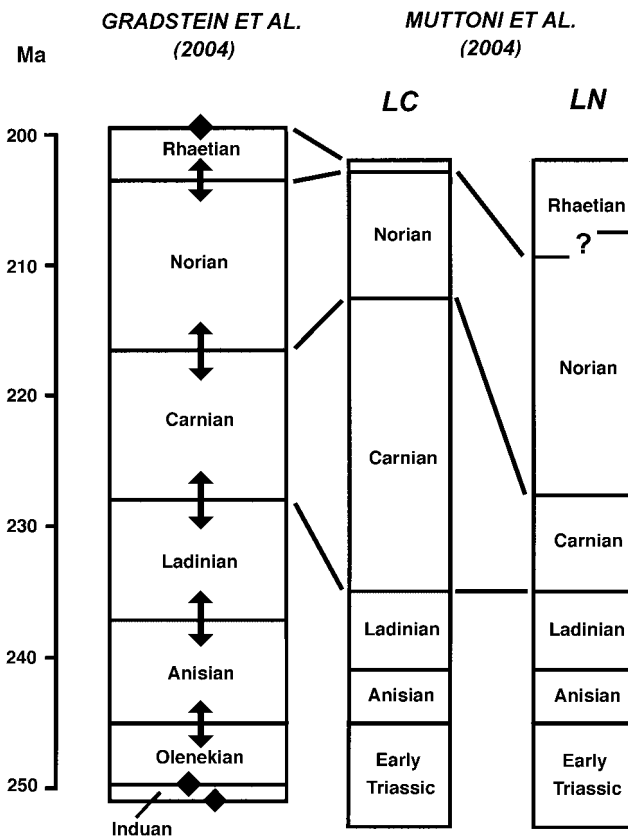 GRADSTEIN ET AL.
(2004)
MUTTONI ET AL.
(2004)
Ma
LC
LN
200
210
220
230
240
250
Rhaetian
Norian
Carnian
Ladinian
Anisian
Olenekian
Induan
Norian
Carnian
Ladinian
Anisian
Early
Triassic
Rhaetian
?
Norian
Carnian
Ladinian
Anisian
Early
Triassic